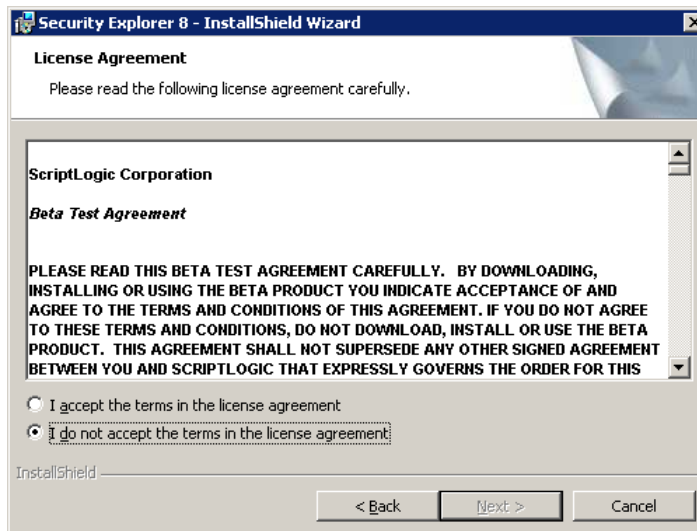 Security Explorer 8 - InstallShield Wizard
License Agreement
Please read the following license agreement carefully.
ScriptLogic Corporation
Beta Test Agreement
PLEASE READ THIS BETA TEST AGREEMENT CAREFULLY.  BY DOWNLOADING,
INSTALLING OR USING THE BETA PRODUCT YOU INDICATE ACCEPTANCE OF AND
AGREE TO THE TERMS AND CONDITIONS OF THIS AGREEMENT. IF YOU DO NOT AGREE
TO THESE TERMS AND CONDITIONS, DO NOT DOWNLOAD, INSTALL OR USE THE BETA
PRODUCT.  THIS AGREEMENT SHALL NOT SUPERSEDE ANY OTHER SIGNED AGREEMENT
BETWEEN YOU AND SCRIPTLOGIC THAT EXPRESSLY GOVERNS THE ORDER FOR THIS
I accept the terms in the license agreement
I do not accept the terms in the license agreement
InstallShield
< Back
Next >
Cancel